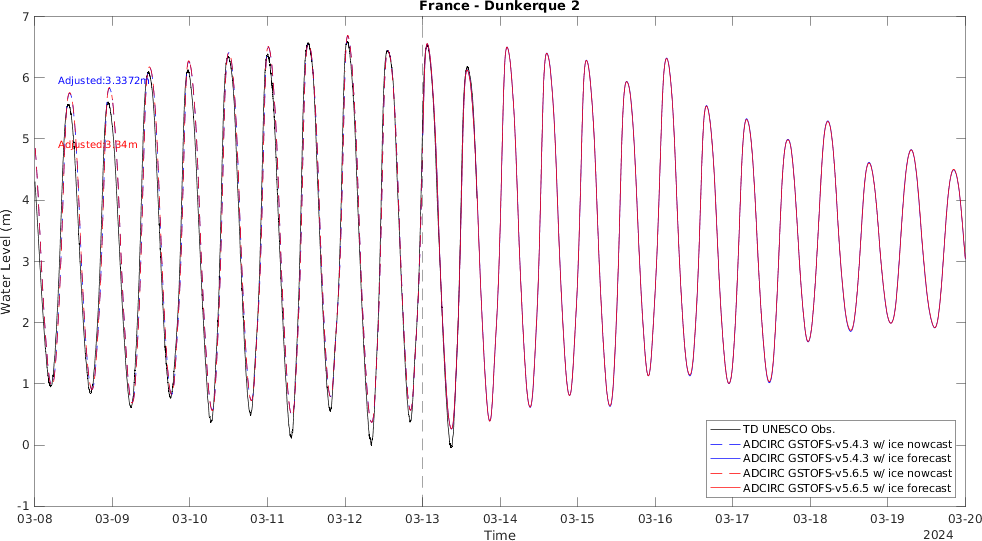 France - Dunkerque 2
7
6
5
4
3
2
1
0
-1
Water Level (m)
Adjusted:3.3372m
Adjusted:3.34m
TD UNESCO Obs.
ADCIRC GSTOFS-v5.4.3 w/ ice nowcast
ADCIRC GSTOFS-v5.4.3 w/ ice forecast
ADCIRC GSTOFS-v5.6.5 w/ ice nowcast
ADCIRC GSTOFS-v5.6.5 w/ ice forecast
03-08 03-09 03-10 03-11 03-12 03-13 03-14 03-15 03-16 03-17 03-18 03-19 03-20
Time
2024